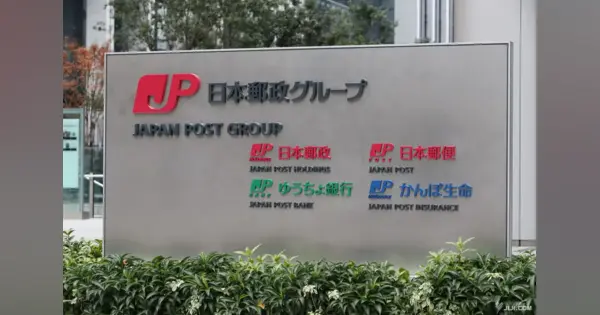 JP 日本郵政グループ
JAPAN POST GROUP
JP 日本郵政
JAPAN POST HOLDINGS
JP 日本郵便
JAPAN POST
JP ゆうちょ銀行
JAPAN POST BANK
JP かんぽ生命
JAPAN POST INSURANCE